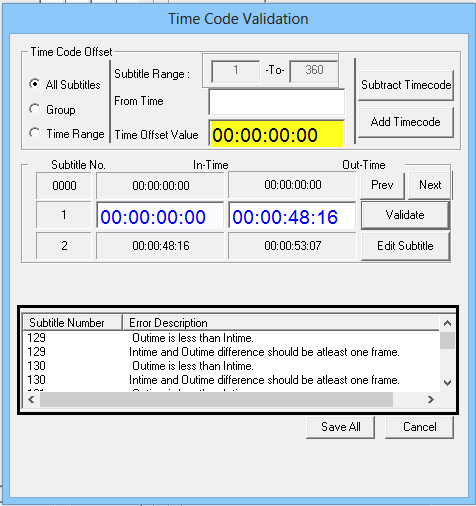 Time Code Validation
Time Code Offset
All Subtitles
Group
Time Range
Subtitle Range :
1 -To- 360
From Time
Time Offset Value 00:00:00:00
Subtract Timecode
Add Timecode
Subtitle No. In-Time Out-Time
0000 00:00:00:00 00:00:00:00 Prev Next
1 00:00:00:00 00:00:48:16 Validate
2 00:00:48:16 00:00:53:07 Edit Subtitle
Subtitle Number Error Description
129 Outime is less than Intime.
129 Intime and Outime difference should be atleast one frame.
130 Outime is less than Intime.
130 Intime and Outime difference should be atleast one frame.
Save All Cancel